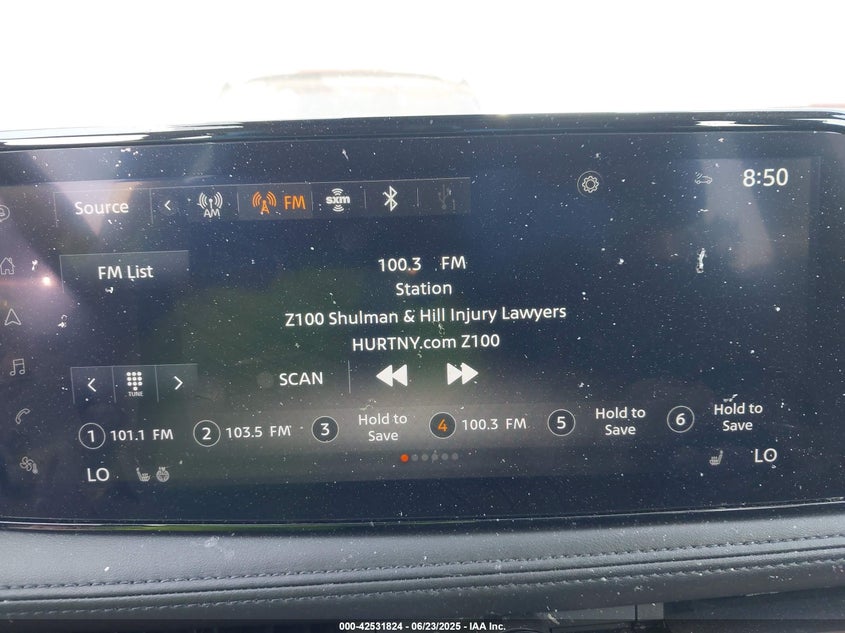 Source
AM
A FM
sxm
8:50
FM List
100.3 FM
Station
Z100 Shulman & Hill Injury Lawyers
HURTNY.com Z100
TUNE
SCAN
1 101.1 FM
2 103.5 FM
3 Hold to
Save
4 100.3 FM
5 Hold to
Save
6 Hold to
Save
LO
LO
000-42531824 - 06/23/2025 - IAA Inc.